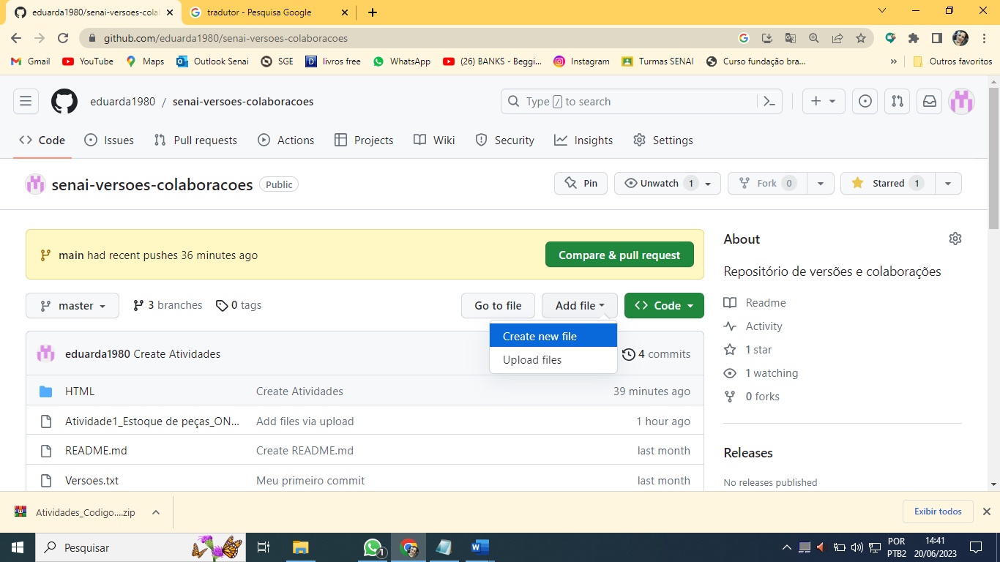 eduarda1980/senai-versoes-cola
tradutor - Pesquisa Google
github.com/eduarda1980/senai-versoes-colaboracoes
Gmail YouTube Maps Outlook Senai SGE livros free WhatsApp (26) BANKS - Beggi... Instagram Turmas SENAI Curso fundação bra... » Outros favoritos
eduarda1980 / senai-versoes-colaboracoes
Type / to search
Code Issues Pull requests Actions Projects Wiki Security Insights Settings
senai-versoes-colaboracoes Public
Pin Unwatch 1 Fork 0 Starred 1
main had recent pushes 36 minutes ago
Compare & pull request
master 3 branches 0 tags
Go to file Add file Code
Create new file
Upload files
eduarda1980 Create Atividades
4 commits
HTML Create Atividades 39 minutes ago
Atividade1_Estoque de peças_ON... Add files via upload 1 hour ago
README.md Create README.md last month
Versoes.txt Meu primeiro commit last month
About
Repositório de versões e colaborações
Readme
Activity
1 star
1 watching
0 forks
Releases
No releases published
Atividades_Codigo....zip
Exibir todos
Pesquisar
1
POR
PTB2
14:41
20/06/2023